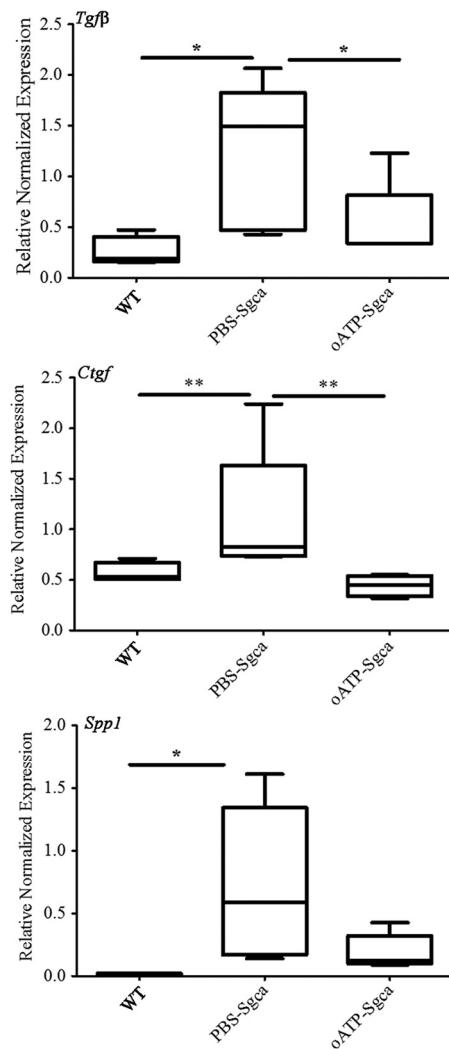 Tgfβ
* *
Relative Normalized Expression
2.5
2.0
1.5
1.0
0.5
0.0
WT
PBS-Sgca
oATP-Sgca
Ctgf
** **
Relative Normalized Expression
2.5
2.0
1.5
1.0
0.5
0.0
WT
PBS-Sgca
oATP-Sgca
Spp1
*
Relative Normalized Expression
2.0
1.5
1.0
0.5
0.0
WT
PBS-Sgca
oATP-Sgca